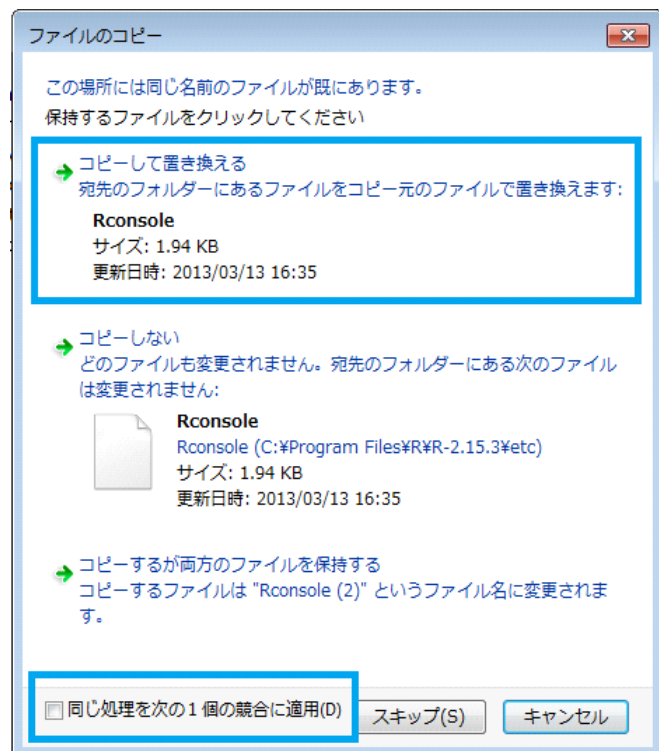 ファイルのコピー
この場所には同じ名前のファイルが既にあります。
保持するファイルをクリックしてください
コピーして置き換える
宛先のフォルダーにあるファイルをコピー元のファイルで置き換えます:
Rconsole
サイズ: 1.94 KB
更新日時: 2013/03/13 16:35
コピーしない
どのファイルも変更されません。宛先のフォルダーにある次のファイル
は変更されません:
Rconsole
Rconsole (C:¥Program Files¥R¥R-2.15.3¥etc)
サイズ: 1.94 KB
更新日時: 2013/03/13 16:35
コピーするが両方のファイルを保持する
コピーするファイルは "Rconsole (2)" というファイル名に変更されま
す。
同じ処理を次の1個の競合に適用(D)
スキップ(S)
キャンセル